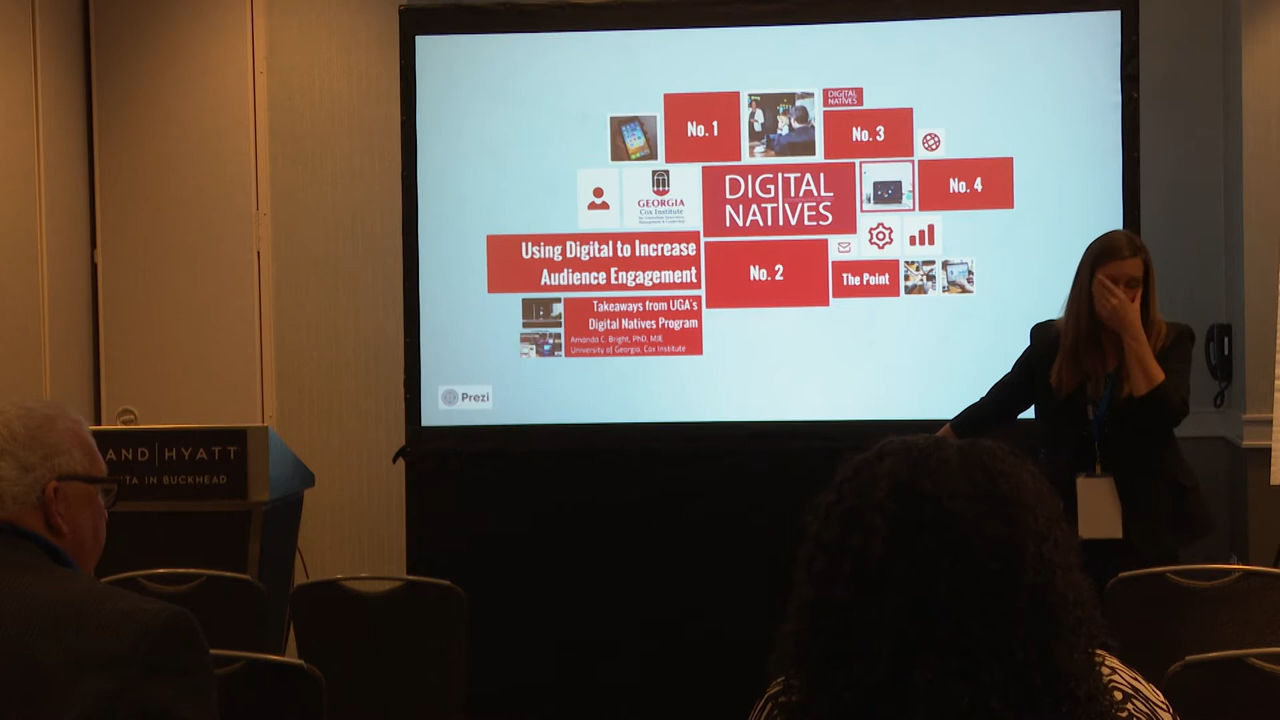 DIGITAL
NATIVES
No. 1
No. 3
No. 4
GEORGIA
Cox Institute
DIGITAL
NATIVES
Using Digital to Increase
Audience Engagement
No. 2
The Point
Takeaways from UGA's
Digital Natives Program
Amanda C. Bright, PhD, MJE
University of Georgia, Cox Institute
Prezi
AND | HYATT
TA IN BUCKHEAD